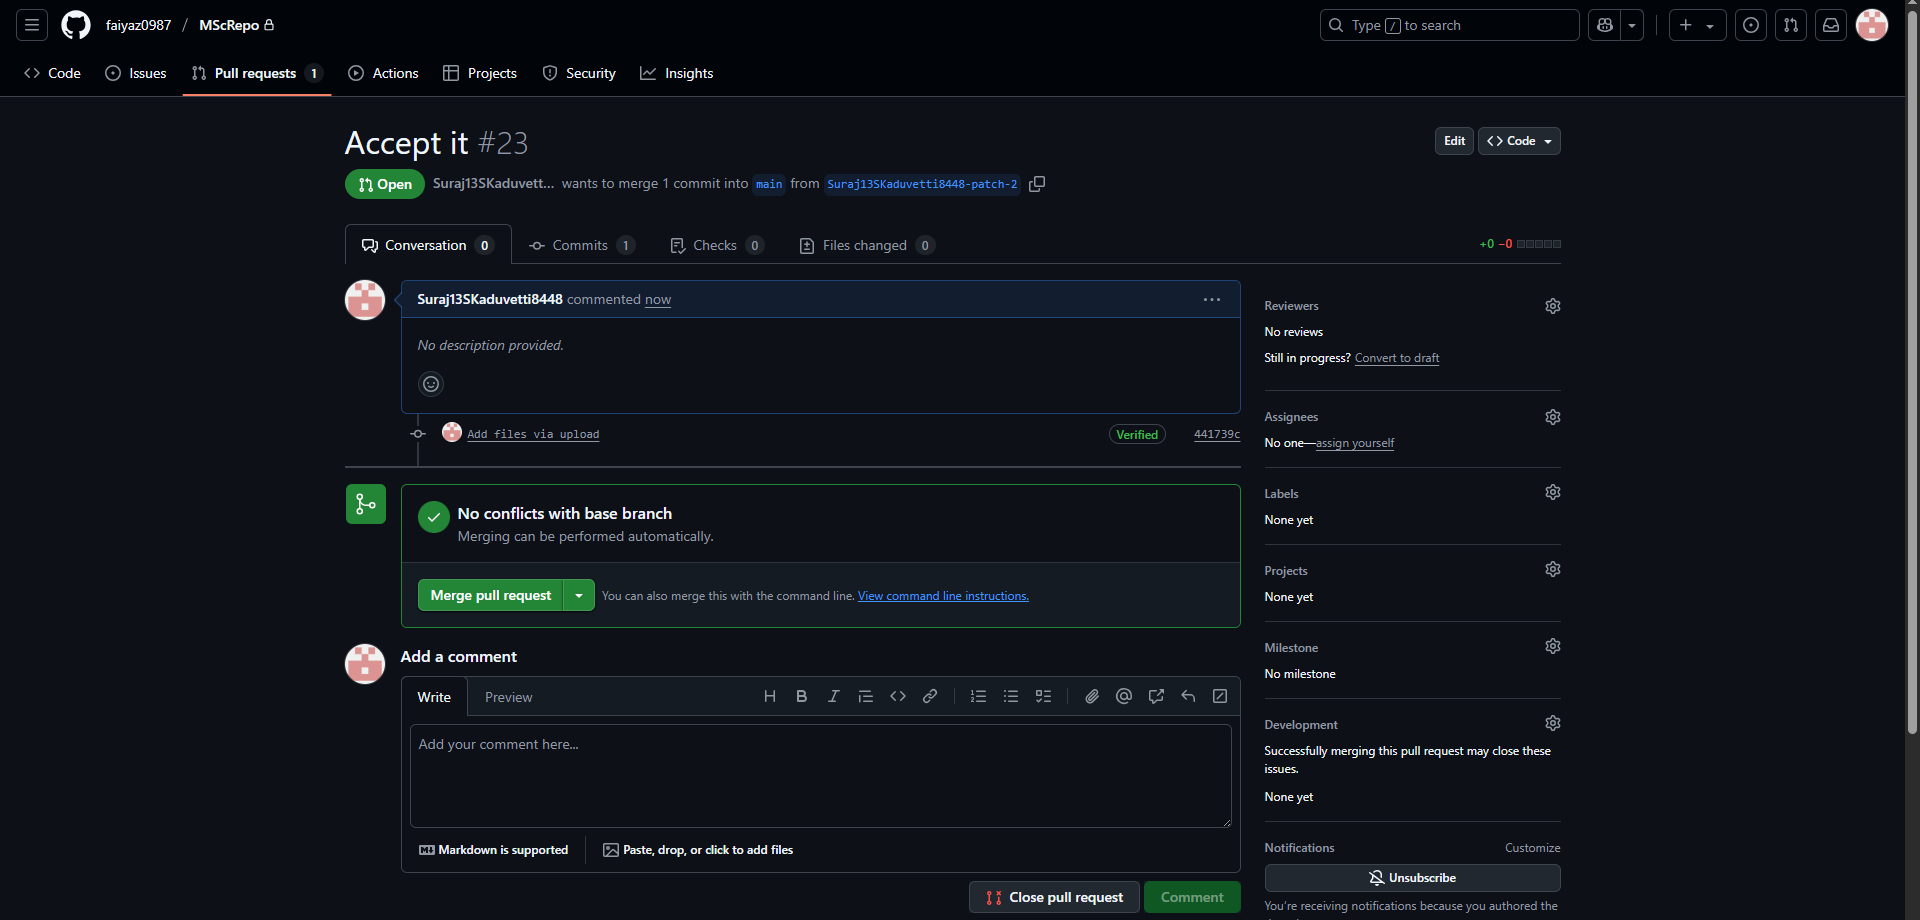 faiyaz0987 / MScRepo
Type / to search
Code
Issues
Pull requests 1
Actions
Projects
Security
Insights
Accept it #23
Edit
Code
Open
Suraj13SKaduvett... wants to merge 1 commit into main from Suraj13SKaduvetti8448-patch-2
Conversation 0
Commits 1
Checks 0
Files changed 0
+0 −0
Suraj13SKaduvetti8448 commented now
No description provided.
Add files via upload
Verified
441739c
No conflicts with base branch
Merging can be performed automatically.
Merge pull request
You can also merge this with the command line. View command line instructions.
Add a comment
Write
Preview
Add your comment here...
Markdown is supported
Paste, drop, or click to add files
Close pull request
Comment
Reviewers
No reviews
Still in progress? Convert to draft
Assignees
No one—assign yourself
Labels
None yet
Projects
None yet
Milestone
No milestone
Development
Successfully merging this pull request may close these
issues.
None yet
Notifications
Customize
Unsubscribe
You're receiving notifications because you authored the